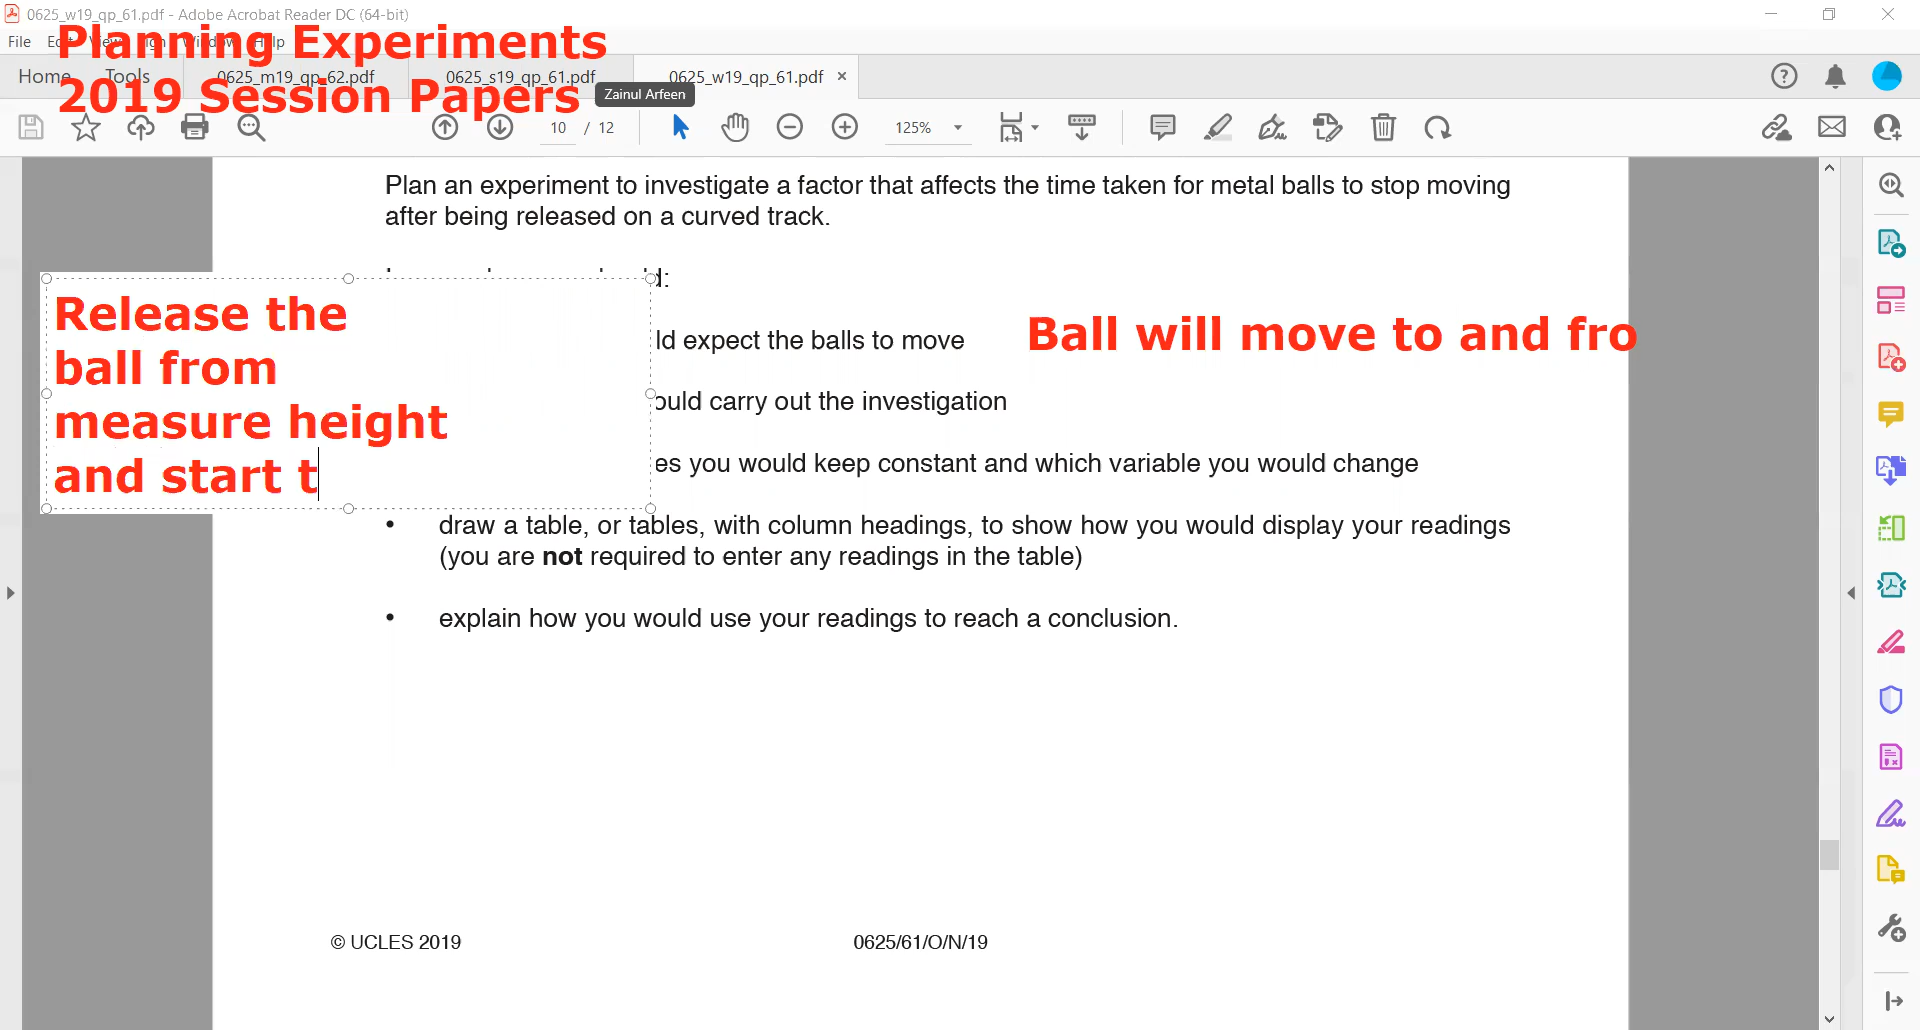 0625_w19_qp_61.pdf - Adobe Acrobat Reader DC (64-bit)
Planning Experiments
File Edit View Sign Window Help
Home Tools 0625_m19_qp_62.pdf 0625_s19_qp_61.pdf 0625_w19_qp_61.pdf ×
2019 Session Papers
Zainul Arfeen
10 / 12 125%
Plan an experiment to investigate a factor that affects the time taken for metal balls to stop moving
after being released on a curved track.
d:
Release the
ball from
measure height
and start t
ld expect the balls to move
Ball will move to and fro
ould carry out the investigation
es you would keep constant and which variable you would change
• draw a table, or tables, with column headings, to show how you would display your readings
(you are not required to enter any readings in the table)
• explain how you would use your readings to reach a conclusion.
© UCLES 2019 0625/61/O/N/19